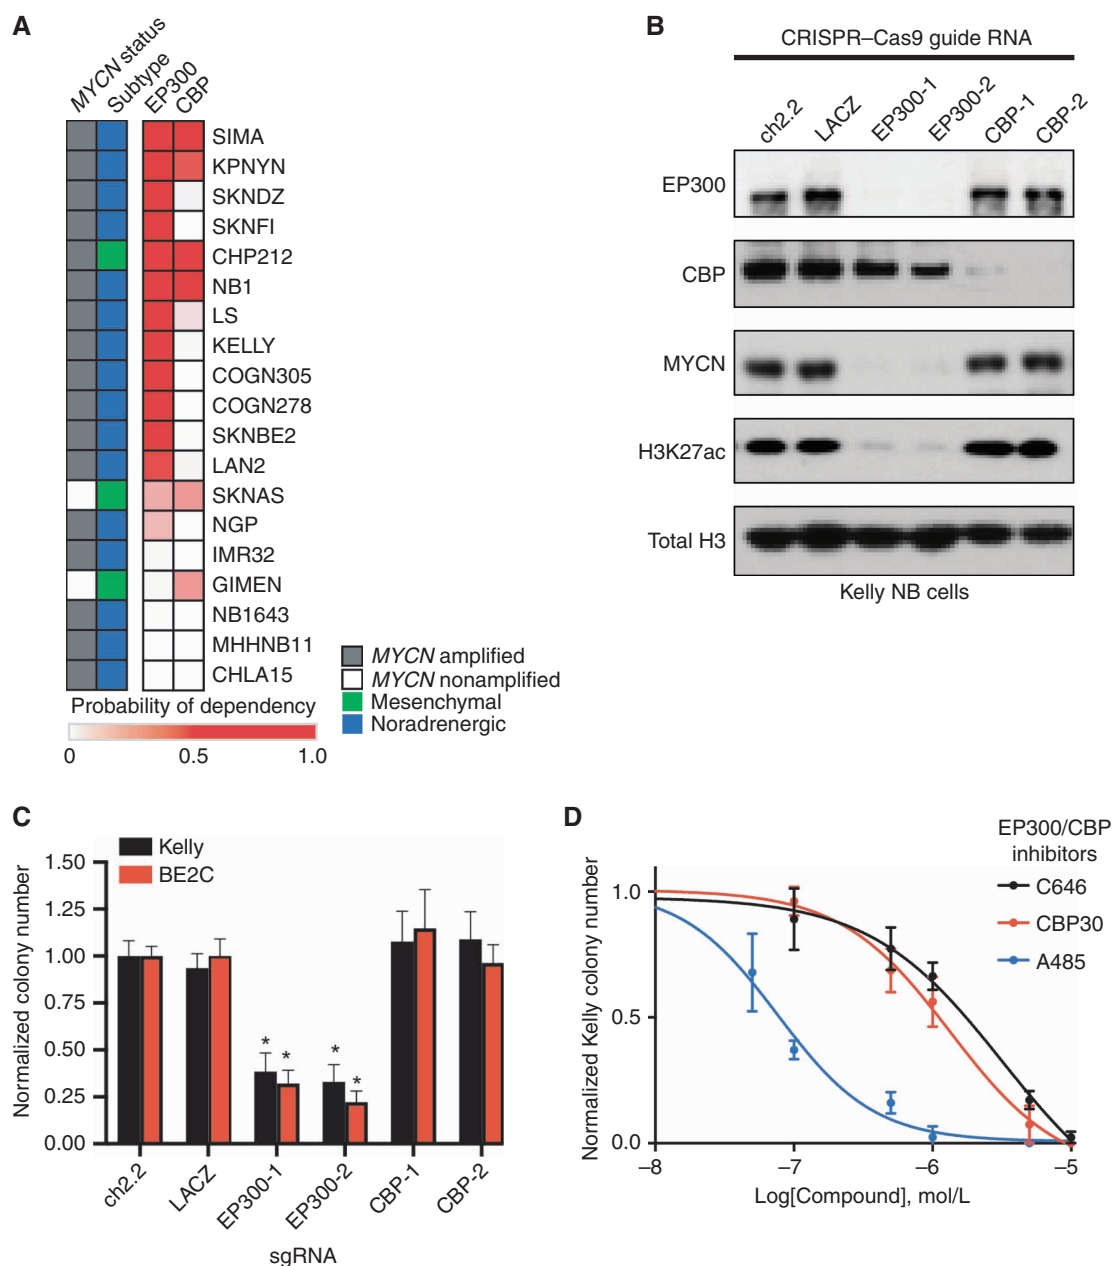 A
MYCN status
Subtype
EP300
CBP
SIMA
KPNYN
SKNDZ
SKNFI
CHP212
NB1
LS
KELLY
COGN305
COGN278
SKNBE2
LAN2
SKNAS
NGP
IMR32
GIMEN
NB1643
MHHNB11
CHLA15
MYCN amplified
MYCN nonamplified
Mesenchymal
Noradrenergic
Probability of dependency
0 0.5 1.0
B
CRISPR–Cas9 guide RNA
ch2.2
LACZ
EP300-1
EP300-2
CBP-1
CBP-2
EP300
CBP
MYCN
H3K27ac
Total H3
Kelly NB cells
C
Kelly
BE2C
Normalized colony number
1.50
1.25
1.00
0.75
0.50
0.25
0.00
* * * *
ch2.2
LACZ
EP300-1
EP300-2
CBP-1
CBP-2
sgRNA
D
EP300/CBP
inhibitors
C646
CBP30
A485
Normalized Kelly colony number
1.0
0.5
0.0
–8 –7 –6 –5
Log[Compound], mol/L